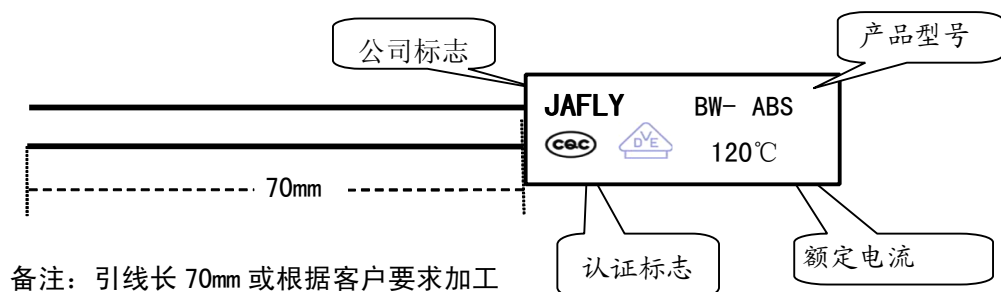 公司标志
产品型号
JAFLY BW- ABS
CQC
DVE
120℃
70mm
认证标志
额定电流
备注: 引线长 70mm 或根据客户要求加工